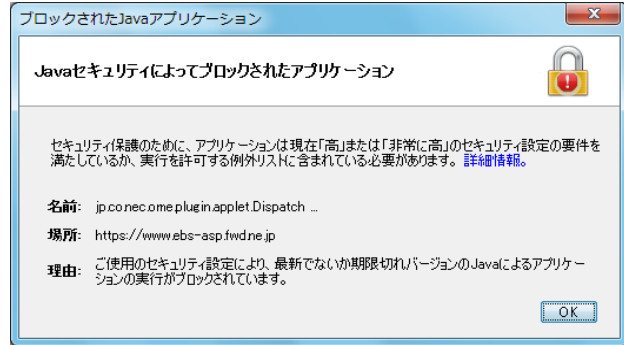 ブロックされたJavaアプリケーション
Javaセキュリティによってブロックされたアプリケーション
セキュリティ保護のために、アプリケーションは現在「高」または「非常に高」のセキュリティ設定の要件を
満たしているか、実行を許可する例外リストに含まれている必要があります。詳細情報。
名前: jp.co.nec.ome.plugin.applet.Dispatch ...
場所: https://www.ebs-asp.fwd.ne.jp
理由: ご使用のセキュリティ設定により、最新でないか期限切れバージョンのJavaによるアプリケー
ションの実行がブロックされています。
OK